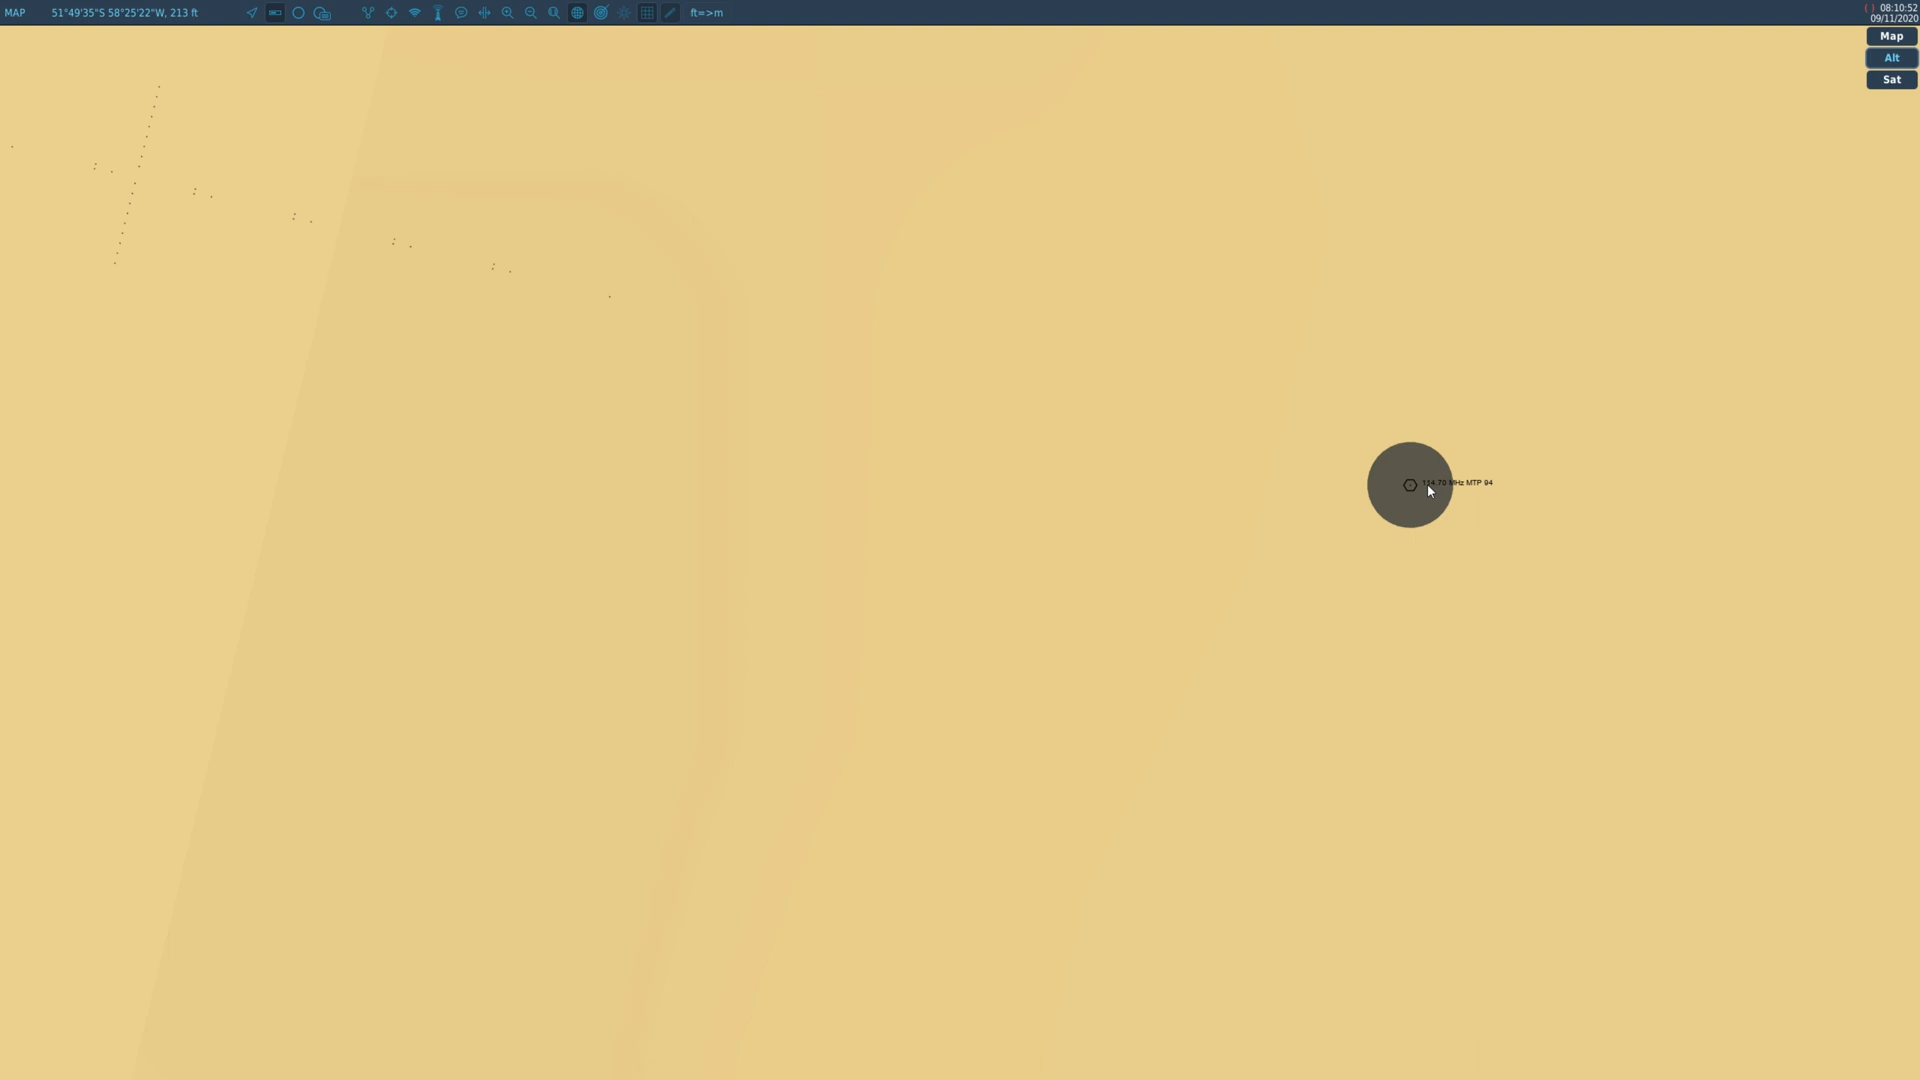 MAP 51°49'35"S 58°25'22"W, 213 ft ft=>m 08:10:52
09/11/2020
Map
Alt
Sat
114.70 MHz MTP 94